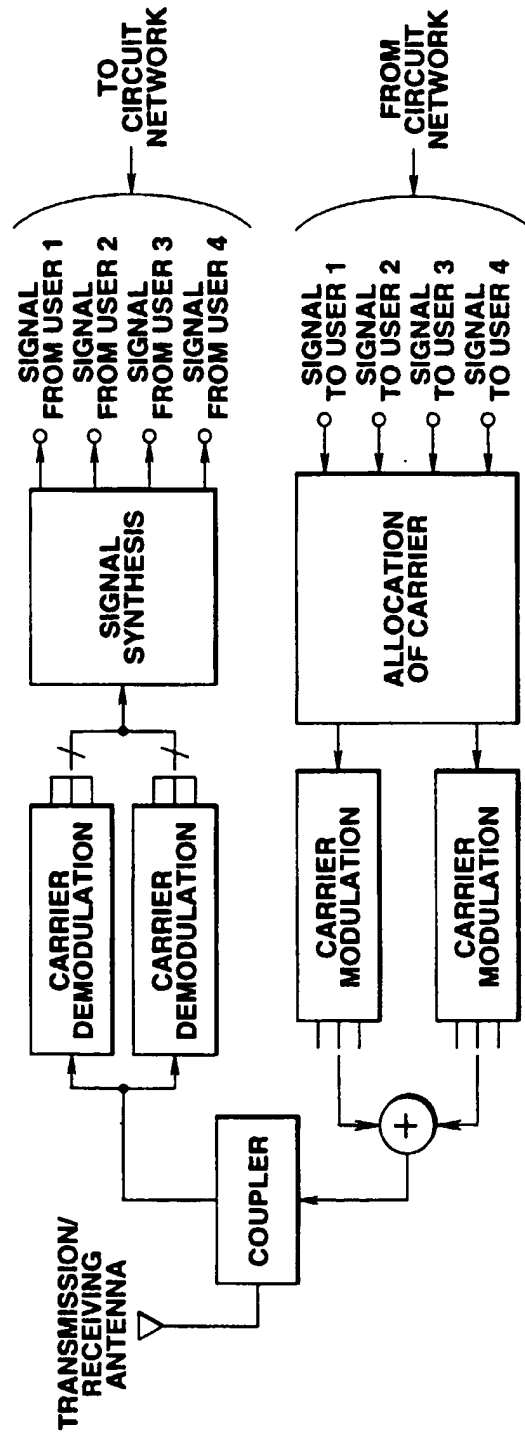 TRANSMISSION/
RECEIVING
ANTENNA
COUPLER
CARRIER
DEMODULATION
CARRIER
DEMODULATION
SIGNAL
SYNTHESIS
SIGNAL
FROM USER 1
SIGNAL
FROM USER 2
SIGNAL
FROM USER 3
SIGNAL
FROM USER 4
TO
CIRCUIT
NETWORK
+
CARRIER
MODULATION
CARRIER
MODULATION
ALLOCATION
OF CARRIER
SIGNAL
TO USER 1
SIGNAL
TO USER 2
SIGNAL
TO USER 3
SIGNAL
TO USER 4
FROM
CIRCUIT
NETWORK